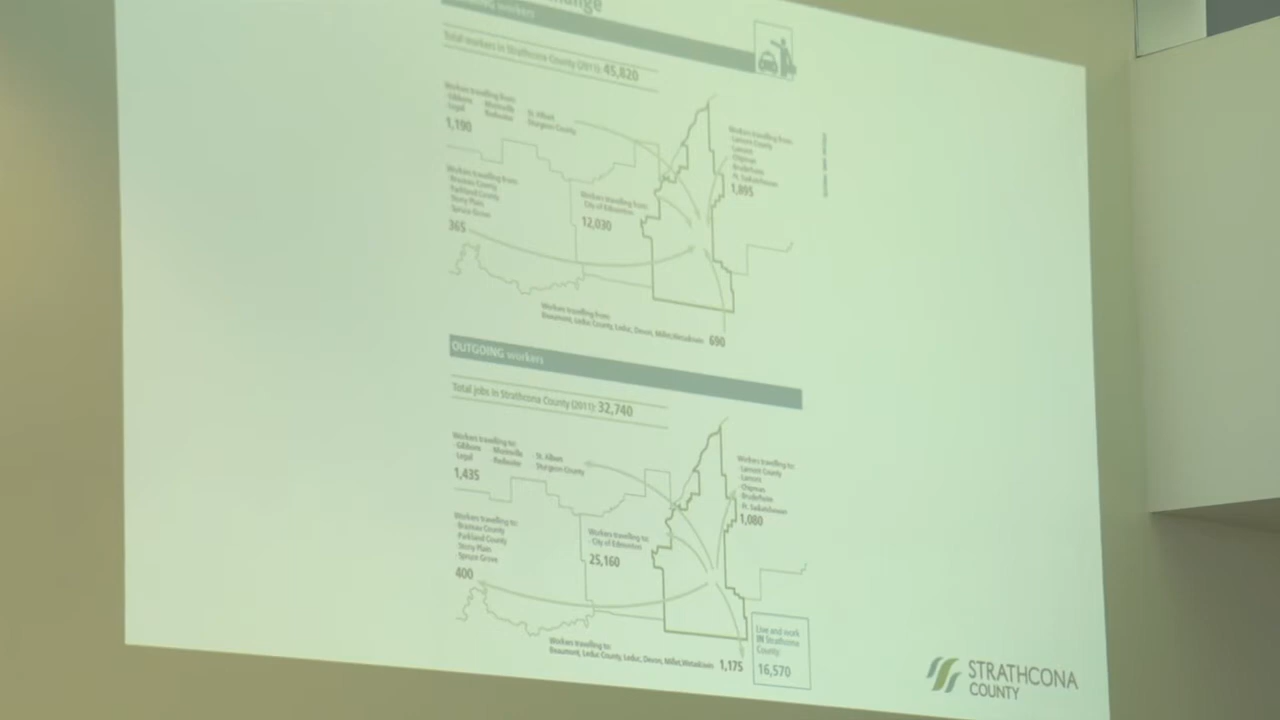 workers
Total workers in Strathcona County (2011): 45,820
Workers travelling from:
Gibbons Morinville St. Albert
Legal Redwater Sturgeon County
1,190
Workers travelling from:
Lamont County
Lamont
Chipman
Bruderheim
Ft. Saskatchewan
1,895
Workers travelling from:
Brazeau County
Parkland County
Stony Plain
Spruce Grove
365
Workers travelling from:
City of Edmonton
12,030
Workers travelling from:
Beaumont, Leduc County, Leduc, Devon, Millet, Wetaskiwin 690
OUTGOING workers
Total jobs in Strathcona County (2011): 32,740
Workers travelling to:
Gibbons Morinville St. Albert
Legal Redwater Sturgeon County
1,435
Workers travelling to:
Lamont County
Lamont
Chipman
Bruderheim
Ft. Saskatchewan
1,080
Workers travelling to:
Brazeau County
Parkland County
Stony Plain
Spruce Grove
400
Workers travelling to:
City of Edmonton
25,160
Workers travelling to:
Beaumont, Leduc County, Leduc, Devon, Millet, Wetaskiwin 1,175
Live and work
IN Strathcona
County:
16,570
STRATHCONA
COUNTY